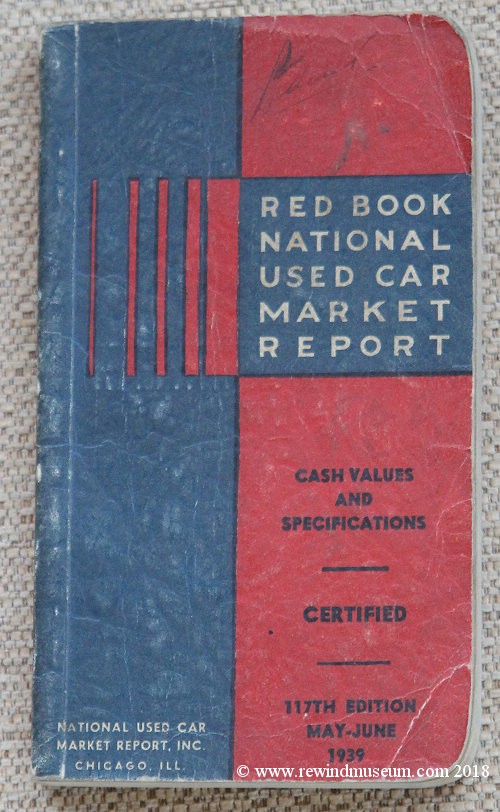 RED BOOK
NATIONAL
USED CAR
MARKET
REPORT
CASH VALUES
AND
SPECIFICATIONS
CERTIFIED
117TH EDITION
MAY-JUNE
1939
NATIONAL USED CAR
MARKET REPORT, INC.
CHICAGO, ILL.
© www.rewindmuseum.com 2018